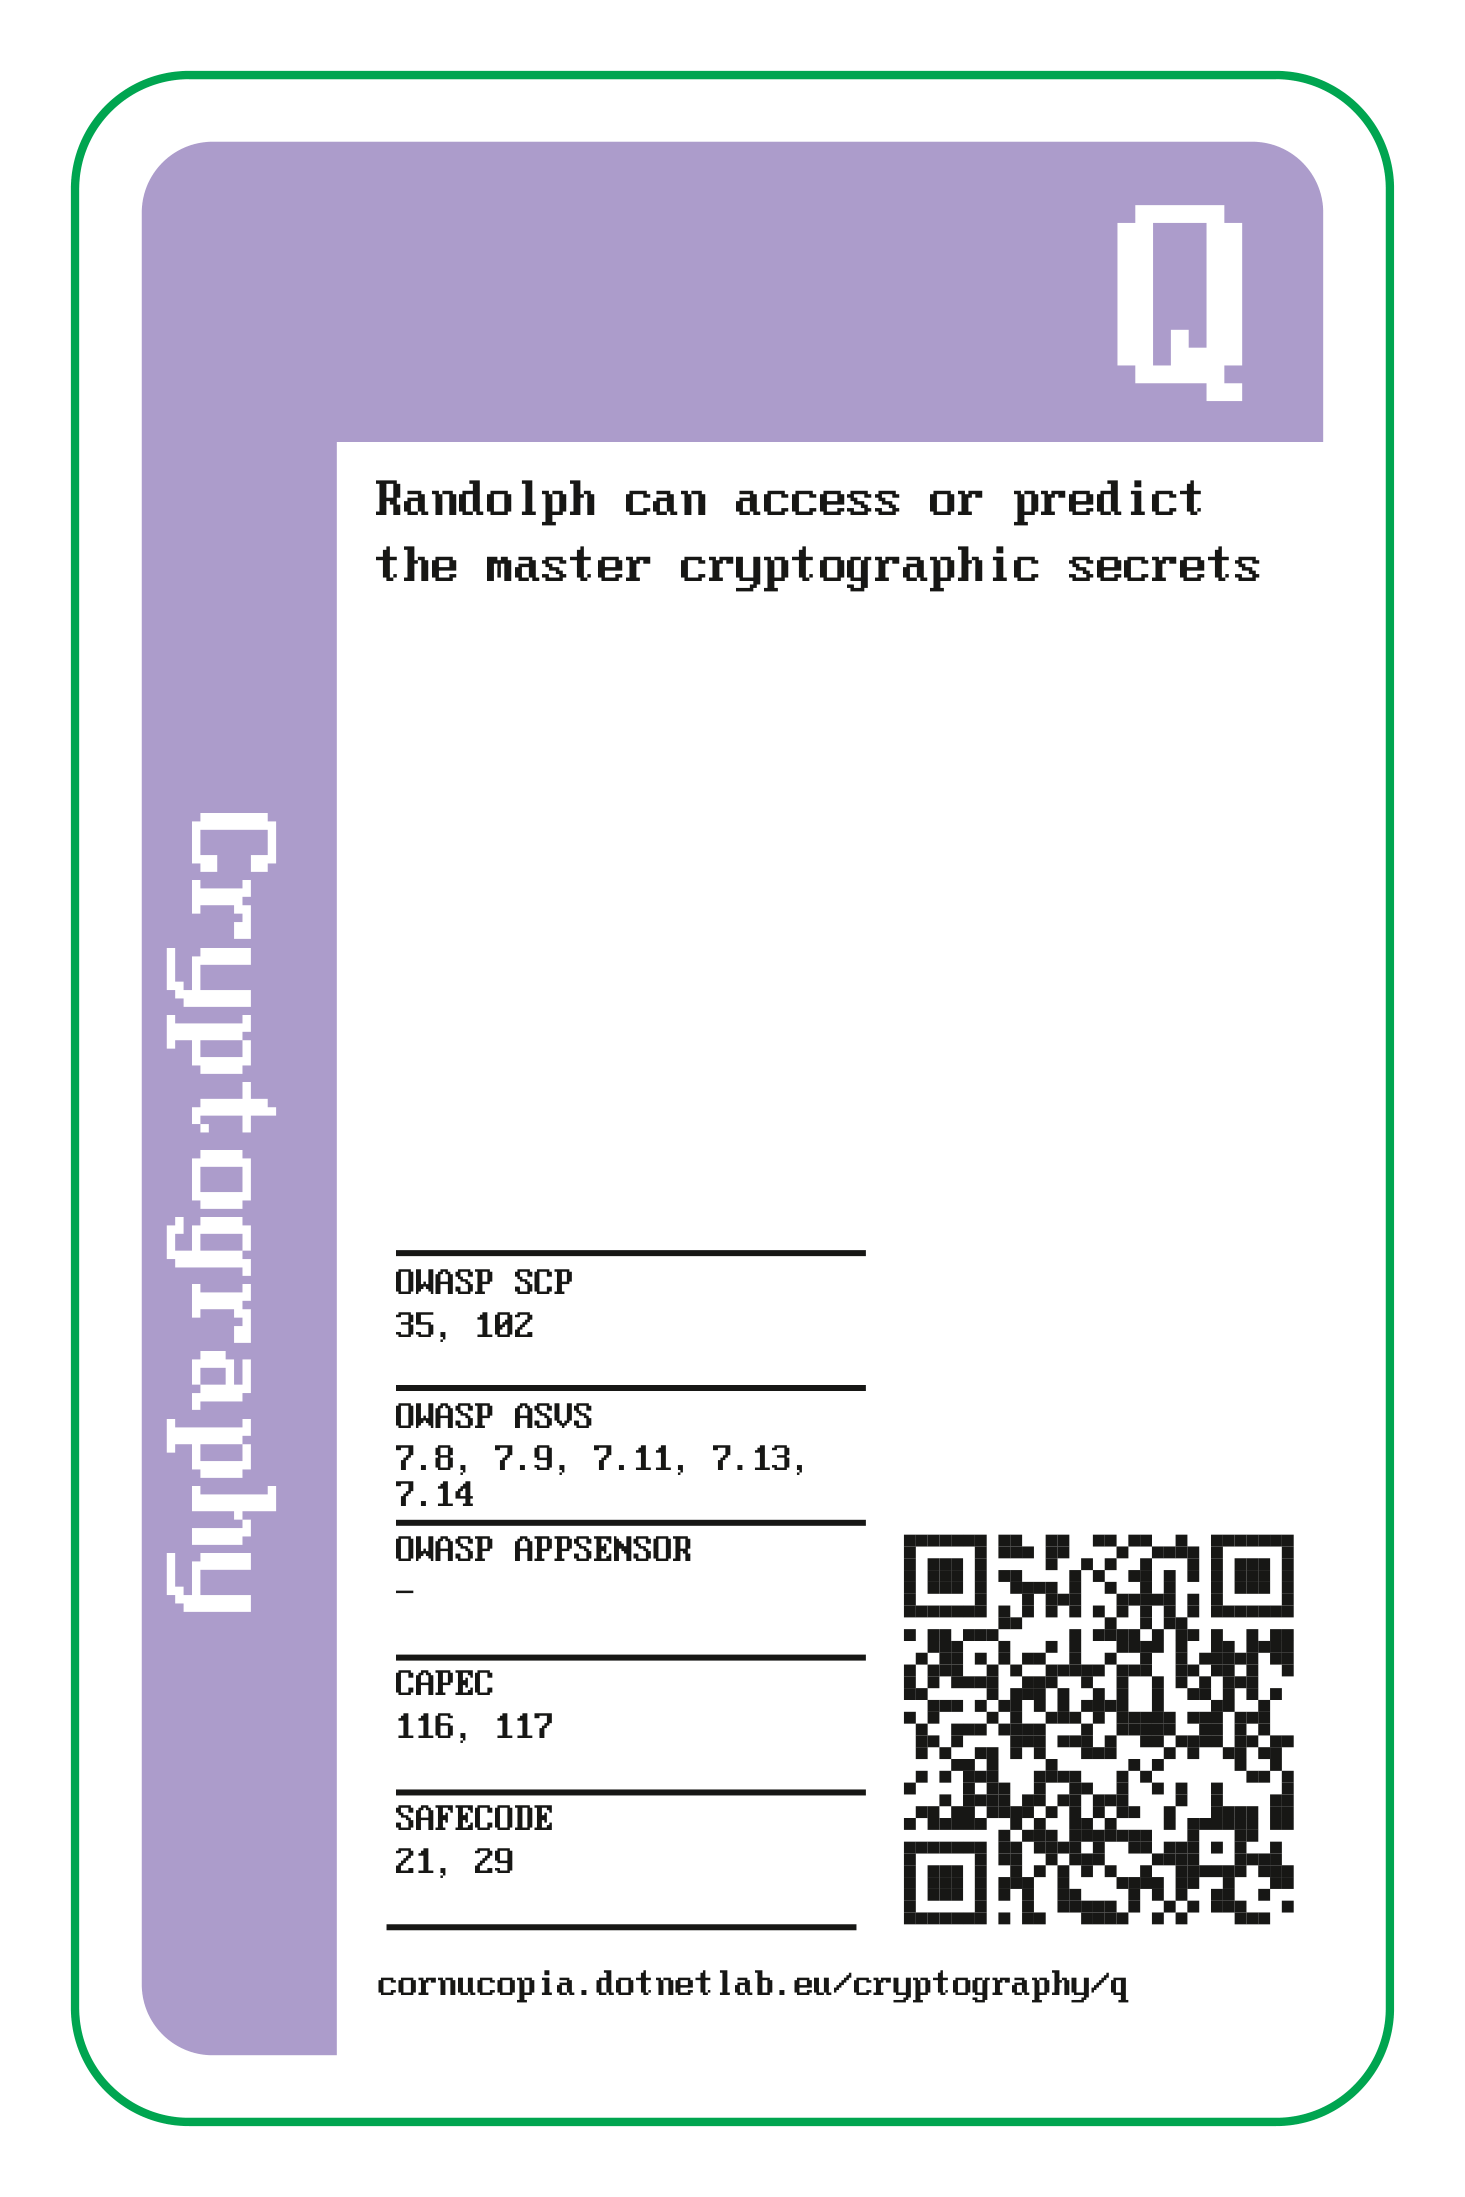 Q
Randolph can access or predict
the master cryptographic secrets
Cryptography
OWASP SCP
35, 102
OWASP ASVS
7.8, 7.9, 7.11, 7.13,
7.14
OWASP APPSENSOR
–
CAPEC
116, 117
SAFECODE
21, 29
cornucopia.dotnetlab.eu/cryptography/q